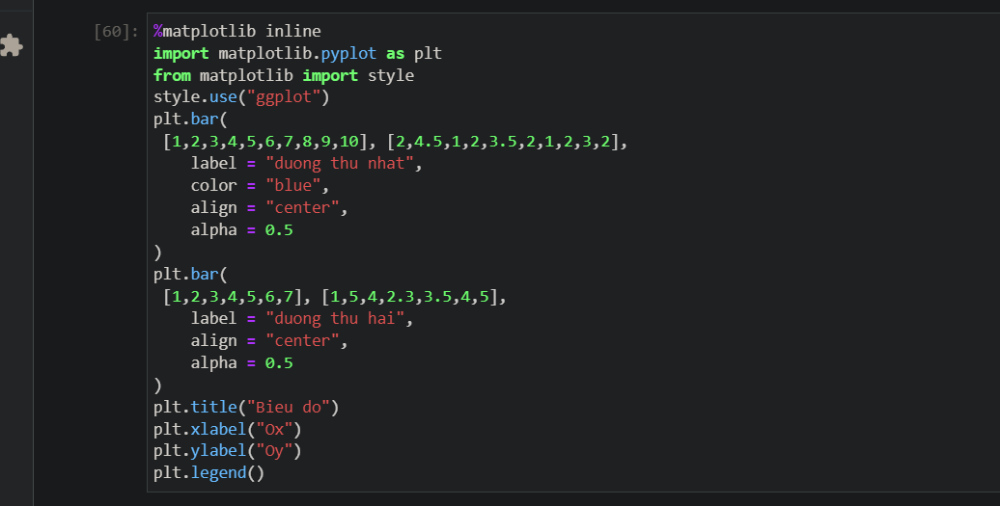 [60]: %matplotlib inline
import matplotlib.pyplot as plt
from matplotlib import style
style.use("ggplot")
plt.bar(
 [1,2,3,4,5,6,7,8,9,10], [2,4.5,1,2,3.5,2,1,2,3,2],
    label = "duong thu nhat",
    color = "blue",
    align = "center",
    alpha = 0.5
)
plt.bar(
 [1,2,3,4,5,6,7], [1,5,4,2.3,3.5,4,5],
    label = "duong thu hai",
    align = "center",
    alpha = 0.5
)
plt.title("Bieu do")
plt.xlabel("Ox")
plt.ylabel("Oy")
plt.legend()